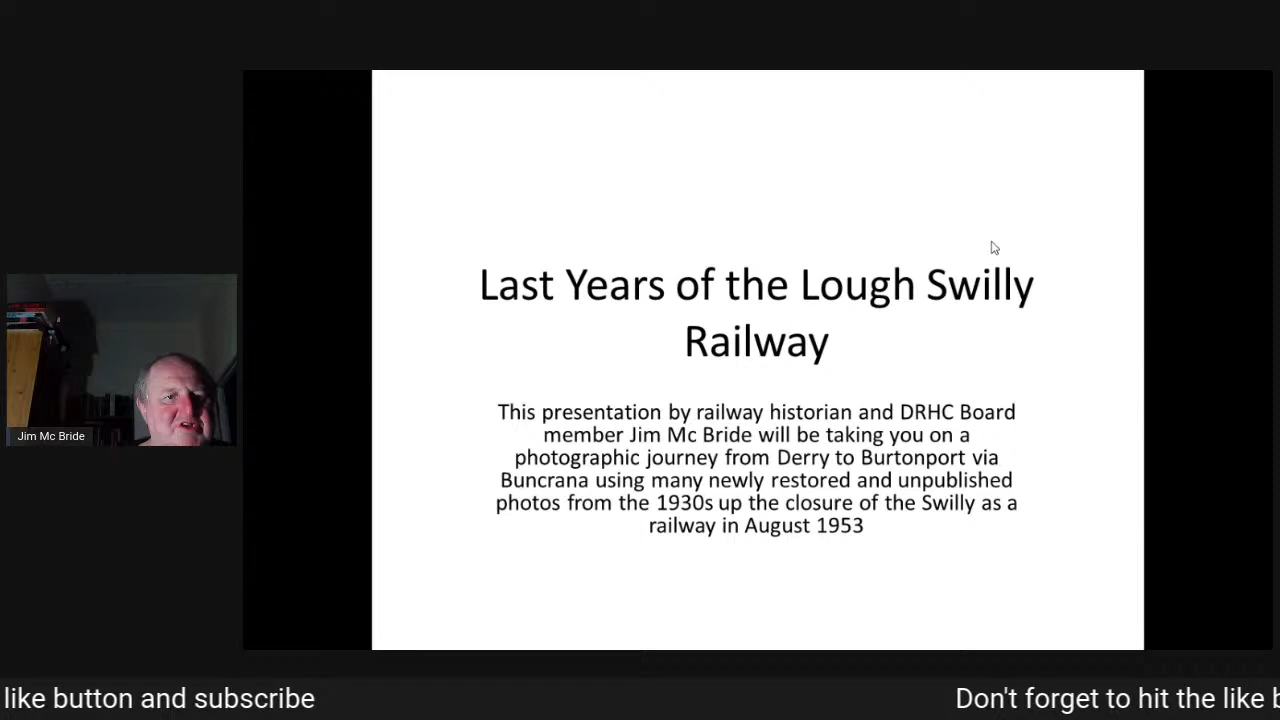 Last Years of the Lough Swilly
Railway
This presentation by railway historian and DRHC Board
member Jim Mc Bride will be taking you on a
photographic journey from Derry to Burtonport via
Buncrana using many newly restored and unpublished
photos from the 1930s up the closure of the Swilly as a
railway in August 1953
Jim Mc Bride
like button and subscribe
Don't forget to hit the like b